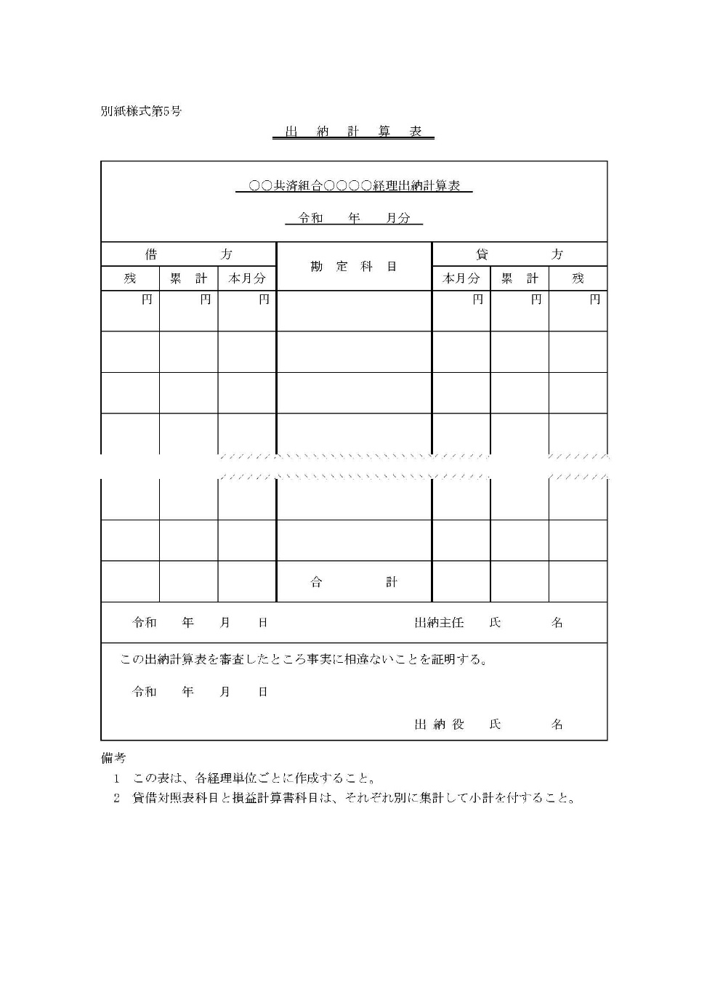 別紙様式第5号
出　納　計　算　表
〇〇共済組合〇〇〇〇経理出納計算表
令和　　年　　月分
借　　　　　方　勘　定　科　目　貸　　　　　方
残　累　計　本月分　本月分　累　計　残
円　円　円　円　円　円
合　　　　　計
令和　　年　　月　　日　出納主任　　氏　　　　名
この出納計算表を審査したところ事実に相違ないことを証明する。
令和　　年　　月　　日
出 納 役　　氏　　　　名
備考
1　この表は、各経理単位ごとに作成すること。
2　貸借対照表科目と損益計算書科目は、それぞれ別に集計して小計を付すること。